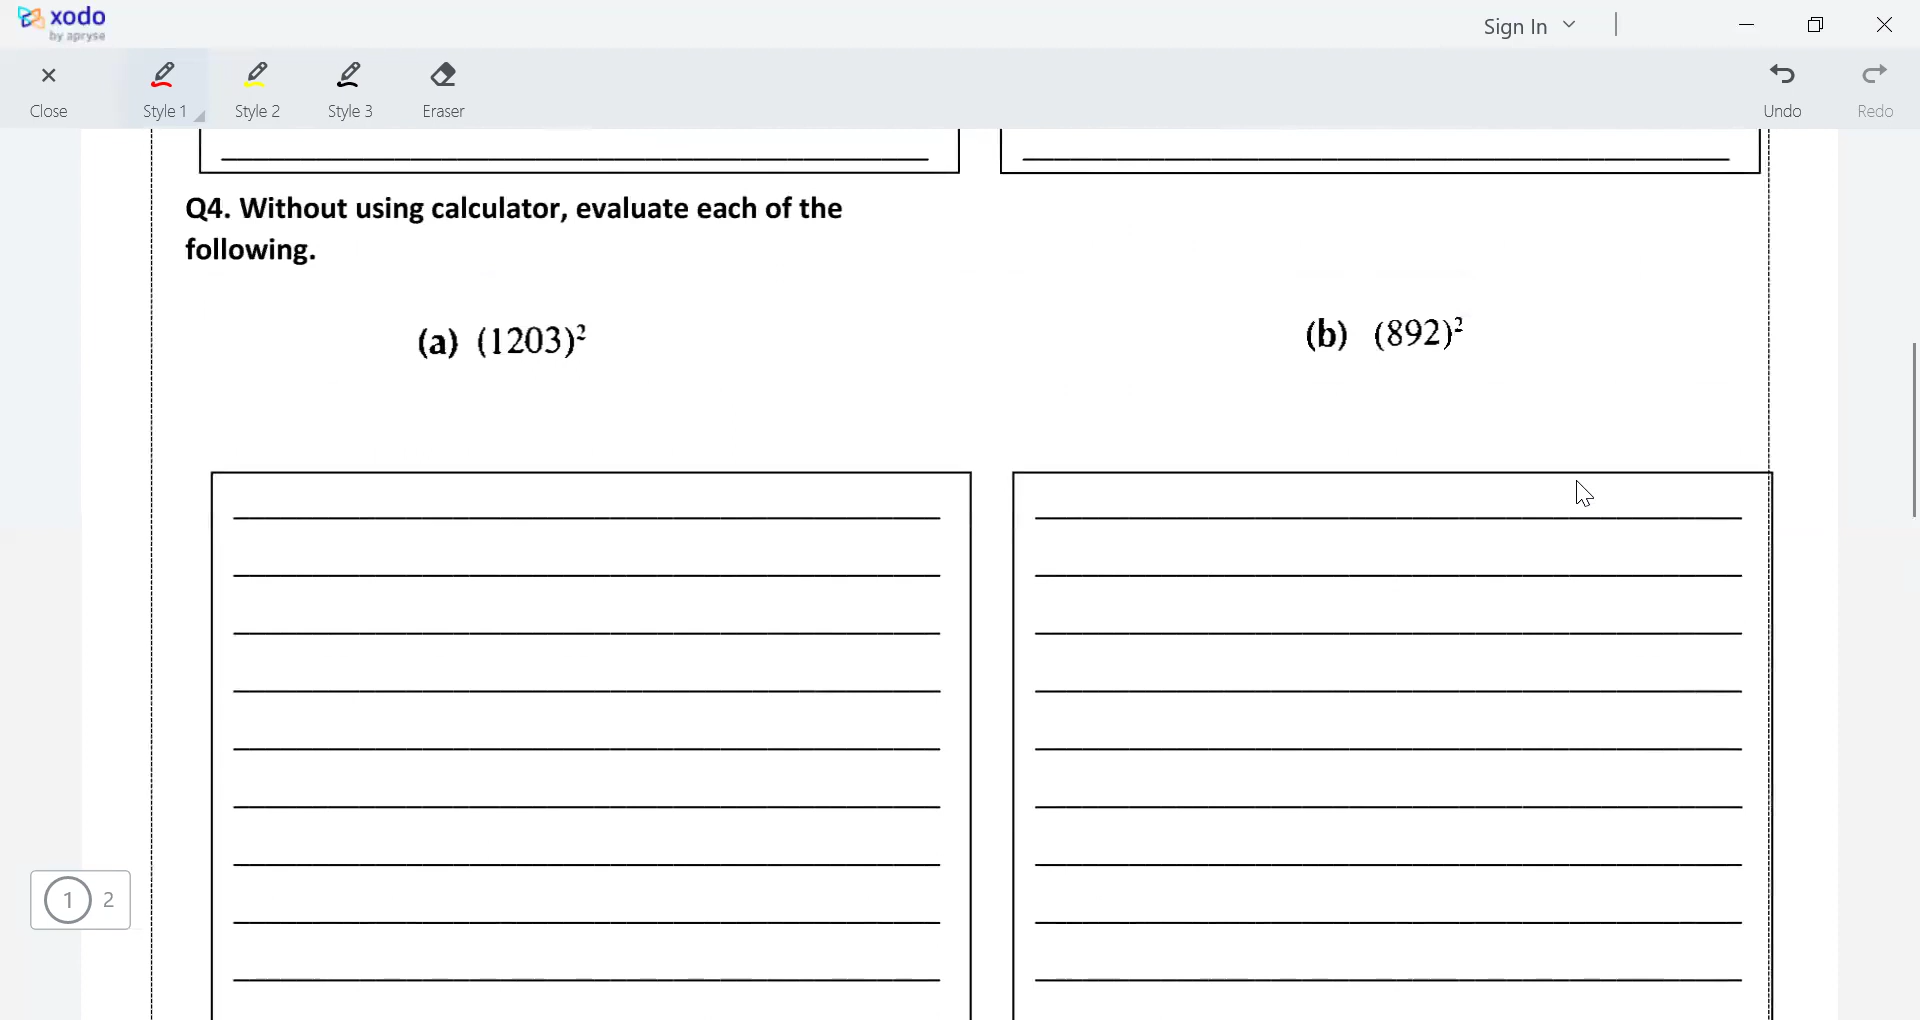 xodo
by apryse
Sign In
Close
Style 1
Style 2
Style 3
Eraser
Undo
Redo
Q4. Without using calculator, evaluate each of the
following.
(a) (1203)²
(b) (892)²
1 2